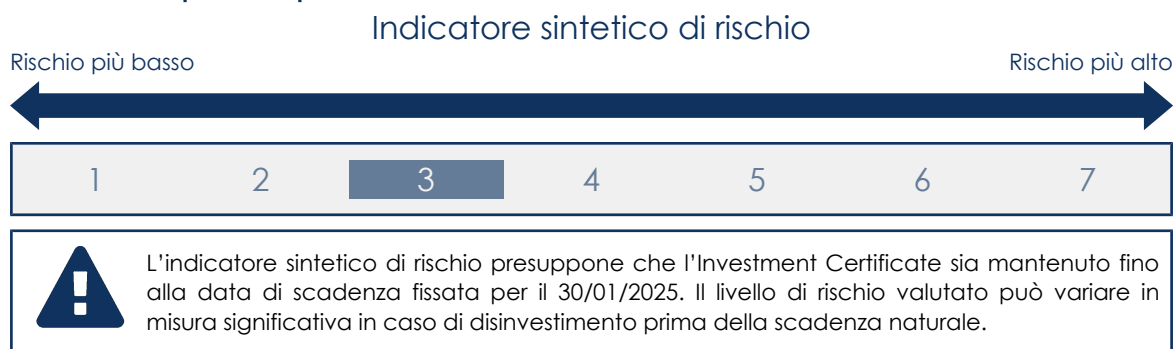 Indicatore sintetico di rischio
Rischio più basso Rischio più alto
1 2 3 4 5 6 7
L'indicatore sintetico di rischio presuppone che l'Investment Certificate sia mantenuto fino
alla data di scadenza fissata per il 30/01/2025. Il livello di rischio valutato può variare in
misura significativa in caso di disinvestimento prima della scadenza naturale.